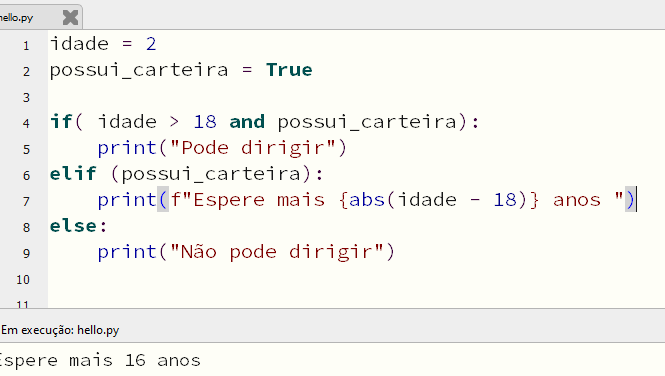 hello.py
1 idade = 2
2 possui_carteira = True
3
4 if( idade > 18 and possui_carteira):
5     print("Pode dirigir")
6 elif (possui_carteira):
7     print(f"Espere mais {abs(idade - 18)} anos ")
8 else:
9     print("Não pode dirigir")
10
11
Em execução: hello.py
Espere mais 16 anos